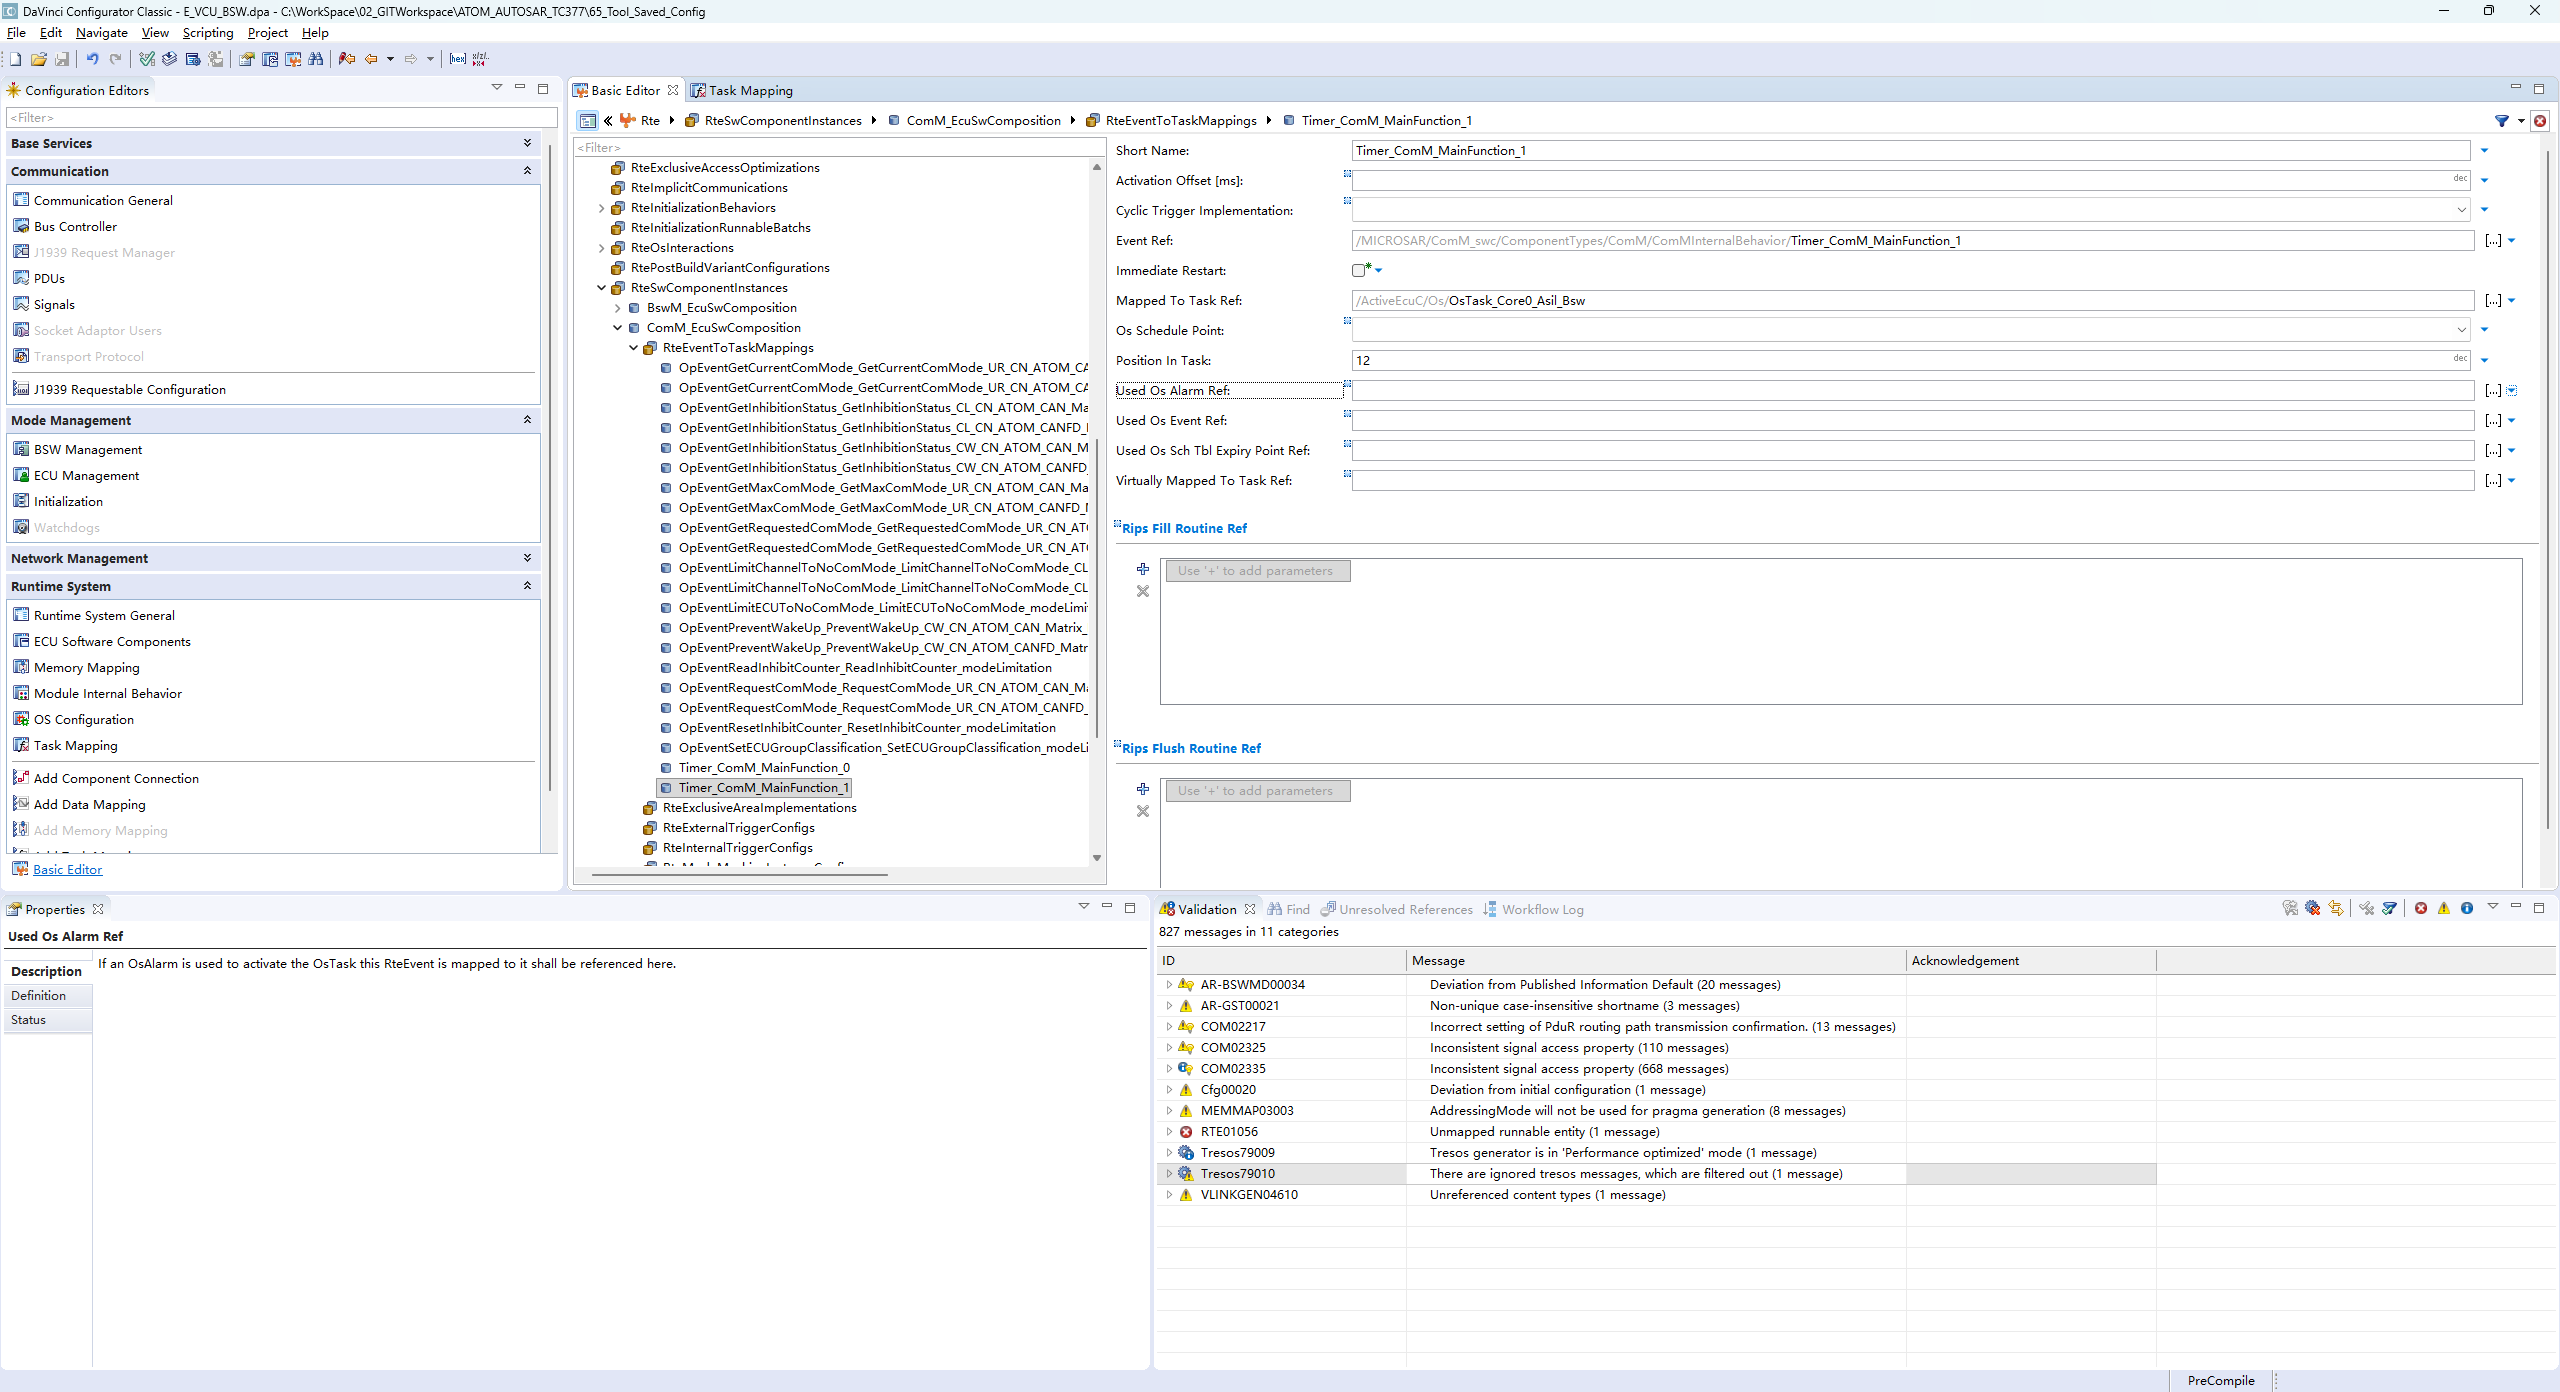 DaVinci Configurator Classic - E_VCU_BSW.dpa - C:\WorkSpace\02_GITWorkspace\ATOM_AUTOSAR_TC377\65_Tool_Saved_Config
File Edit Navigate View Scripting Project Help
Configuration Editors
<Filter>
Base Services
Communication
Communication General
Bus Controller
J1939 Request Manager
PDUs
Signals
Socket Adaptor Users
Transport Protocol
J1939 Requestable Configuration
Mode Management
BSW Management
ECU Management
Initialization
Watchdogs
Network Management
Runtime System
Runtime System General
ECU Software Components
Memory Mapping
Module Internal Behavior
OS Configuration
Task Mapping
Add Component Connection
Add Data Mapping
Add Memory Mapping
Basic Editor
Basic Editor Task Mapping
Rte RteSwComponentInstances ComM_EcuSwComposition RteEventToTaskMappings Timer_ComM_MainFunction_1
<Filter>
RteExclusiveAccessOptimizations
RteImplicitCommunications
RteInitializationBehaviors
RteInitializationRunnableBatchs
RteOsInteractions
RtePostBuildVariantConfigurations
RteSwComponentInstances
BswM_EcuSwComposition
ComM_EcuSwComposition
RteEventToTaskMappings
OpEventGetCurrentComMode_GetCurrentComMode_UR_CN_ATOM_CA
OpEventGetCurrentComMode_GetCurrentComMode_UR_CN_ATOM_CA
OpEventGetInhibitionStatus_GetInhibitionStatus_CL_CN_ATOM_CAN_Ma
OpEventGetInhibitionStatus_GetInhibitionStatus_CL_CN_ATOM_CANFD_
OpEventGetInhibitionStatus_GetInhibitionStatus_CW_CN_ATOM_CAN_M
OpEventGetInhibitionStatus_GetInhibitionStatus_CW_CN_ATOM_CANFD_
OpEventGetMaxComMode_GetMaxComMode_UR_CN_ATOM_CAN_Ma
OpEventGetMaxComMode_GetMaxComMode_UR_CN_ATOM_CANFD_M
OpEventGetRequestedComMode_GetRequestedComMode_UR_CN_ATO
OpEventGetRequestedComMode_GetRequestedComMode_UR_CN_ATO
OpEventLimitChannelToNoComMode_LimitChannelToNoComMode_CL
OpEventLimitChannelToNoComMode_LimitChannelToNoComMode_CL
OpEventLimitECUToNoComMode_LimitECUToNoComMode_modeLimi
OpEventPreventWakeUp_PreventWakeUp_CW_CN_ATOM_CAN_Matrix_
OpEventPreventWakeUp_PreventWakeUp_CW_CN_ATOM_CANFD_Matr
OpEventReadInhibitCounter_ReadInhibitCounter_modeLimitation
OpEventRequestComMode_RequestComMode_UR_CN_ATOM_CAN_Ma
OpEventRequestComMode_RequestComMode_UR_CN_ATOM_CANFD_
OpEventResetInhibitCounter_ResetInhibitCounter_modeLimitation
OpEventSetECUGroupClassification_SetECUGroupClassification_modeLi
Timer_ComM_MainFunction_0
Timer_ComM_MainFunction_1
RteExclusiveAreaImplementations
RteExternalTriggerConfigs
RteInternalTriggerConfigs
Short Name: Timer_ComM_MainFunction_1
Activation Offset [ms]: dec
Cyclic Trigger Implementation:
Event Ref: /MICROSAR/ComM_swc/ComponentTypes/ComM/ComMInternalBehavior/Timer_ComM_MainFunction_1 [...]
Immediate Restart:
Mapped To Task Ref: /ActiveEcuC/Os/OsTask_Core0_Asil_Bsw [...]
Os Schedule Point:
Position In Task: 12 dec
Used Os Alarm Ref: [...]
Used Os Event Ref: [...]
Used Os Sch Tbl Expiry Point Ref: [...]
Virtually Mapped To Task Ref: [...]
Rips Fill Routine Ref
Use '+' to add parameters
Rips Flush Routine Ref
Use '+' to add parameters
Properties
Used Os Alarm Ref
Description
Definition
Status
If an OsAlarm is used to activate the OsTask this RteEvent is mapped to it shall be referenced here.
Validation Find Unresolved References Workflow Log
827 messages in 11 categories
ID Message Acknowledgement
AR-BSWMD00034 Deviation from Published Information Default (20 messages)
AR-GST00021 Non-unique case-insensitive shortname (3 messages)
COM02217 Incorrect setting of PduR routing path transmission confirmation. (13 messages)
COM02325 Inconsistent signal access property (110 messages)
COM02335 Inconsistent signal access property (668 messages)
Cfg00020 Deviation from initial configuration (1 message)
MEMMAP03003 AddressingMode will not be used for pragma generation (8 messages)
RTE01056 Unmapped runnable entity (1 message)
Tresos79009 Tresos generator is in 'Performance optimized' mode (1 message)
Tresos79010 There are ignored tresos messages, which are filtered out (1 message)
VLINKGEN04610 Unreferenced content types (1 message)
PreCompile